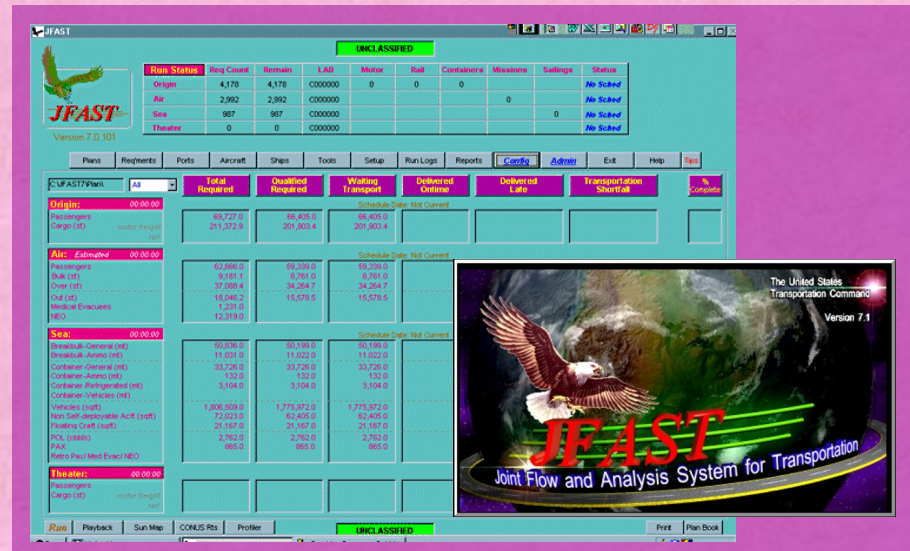 JFAST
UNCLASSIFIED
Run Status Req Count Remain LAD Motor Rail Containers Missions Sailings Status
Origin 4,178 4,178 C000000 0 0 0 No Sched
Air 2,992 2,992 C000000 0 No Sched
Sea 987 987 C000000 0 No Sched
Theater 0 0 C000000 No Sched
JFAST
Version 7.0.101
Plans Req'ments Ports Aircraft Ships Tools Setup Run Logs Reports Config Admin Exit Help Tips
C:\JFAST7\Plan\ All Total Required Qualified Required Waiting Transport Delivered Ontime Delivered Late Transportation Shortfall % Complete
Origin: 00:00:00 Schedule Date: Not Current
Passengers 69,727.0 66,405.0 66,405.0
Cargo (st) motor freight 211,372.9 201,903.4 201,903.4
rail
Air: Estimated 00:00:00 Schedule Date: Not Current
Passengers 62,666.0 59,339.0 59,339.0
Bulk (st) 9,181.1 8,761.0 8,761.0
Over (st) 37,088.4 34,264.7 34,264.7
Out (st) 18,046.2 15,578.5 15,578.5
Medical Evacuees 1,231.0
NEO 12,319.0
Sea: 00:00:00 Schedule Date: Not Current
Breakbulk-General (mt) 50,836.0 50,199.0 50,199.0
Breakbulk-Ammo (mt) 11,031.0 11,022.0 11,022.0
Container-General (mt) 33,726.0 33,726.0 33,726.0
Container-Ammo (mt) 132.0 132.0 132.0
Container-Refrigerated (mt) 3,104.0 3,104.0 3,104.0
Container-Vehicles (mt)
Vehicles (sqft) 1,806,509.0 1,775,972.0 1,775,972.0
Non Self-deployable Acft (sqft) 72,023.0 62,405.0 62,405.0
Floating Craft (sqft) 21,167.0 21,167.0 21,167.0
POL (cbbls) 2,762.0 2,762.0 2,762.0
PAX 865.0 865.0 865.0
Retro Pax/ Med Evac/ NEO
Theater: 00:00:00
Passengers
Cargo (st) motor freight
rail
Run Playback Sun Map CONUS Rts Profiler UNCLASSIFIED Print Plan Book
The United States
Transportation Command
Version 7.1
JFAST
Joint Flow and Analysis System for Transportation